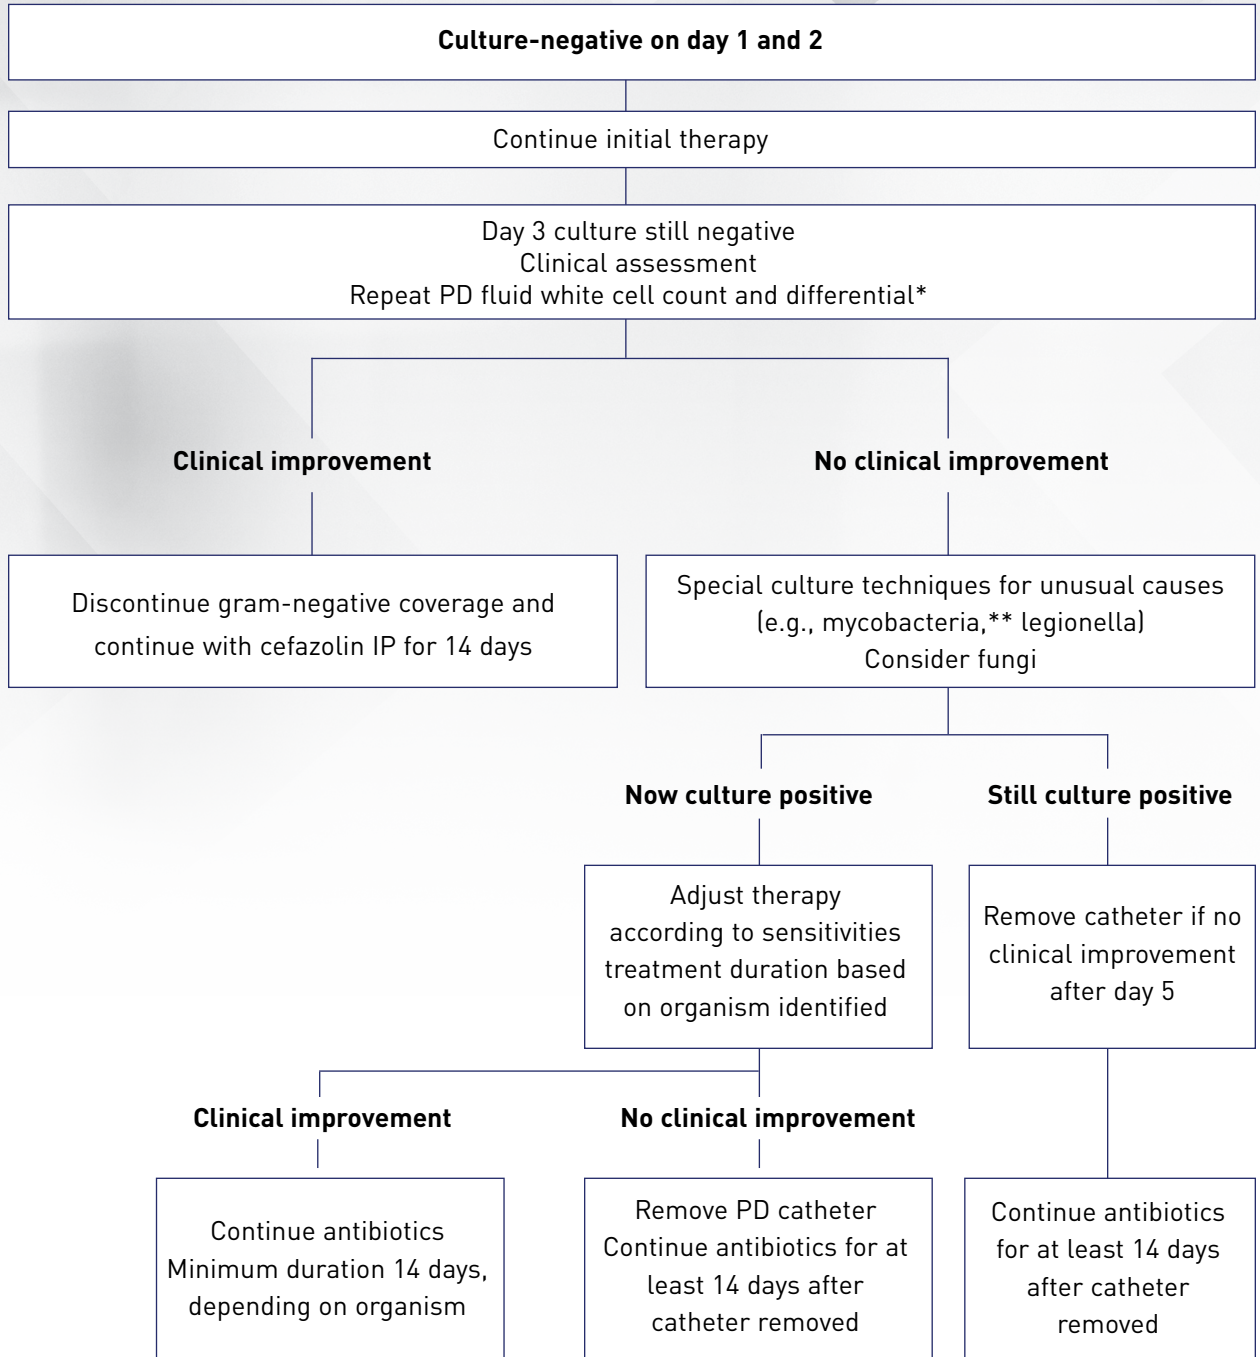 Culture-negative on day 1 and 2
Continue initial therapy
Day 3 culture still negative
Clinical assessment
Repeat PD fluid white cell count and differential*
Clinical improvement
No clinical improvement
Discontinue gram-negative coverage and
continue with cefazolin IP for 14 days
Special culture techniques for unusual causes
(e.g., mycobacteria,** legionella)
Consider fungi
Now culture positive
Still culture positive
Adjust therapy
according to sensitivities
treatment duration based
on organism identified
Remove catheter if no
clinical improvement
after day 5
Clinical improvement
No clinical improvement
Continue antibiotics
Minimum duration 14 days,
depending on organism
Remove PD catheter
Continue antibiotics for at
least 14 days after
catheter removed
Continue antibiotics
for at least 14 days
after catheter
removed